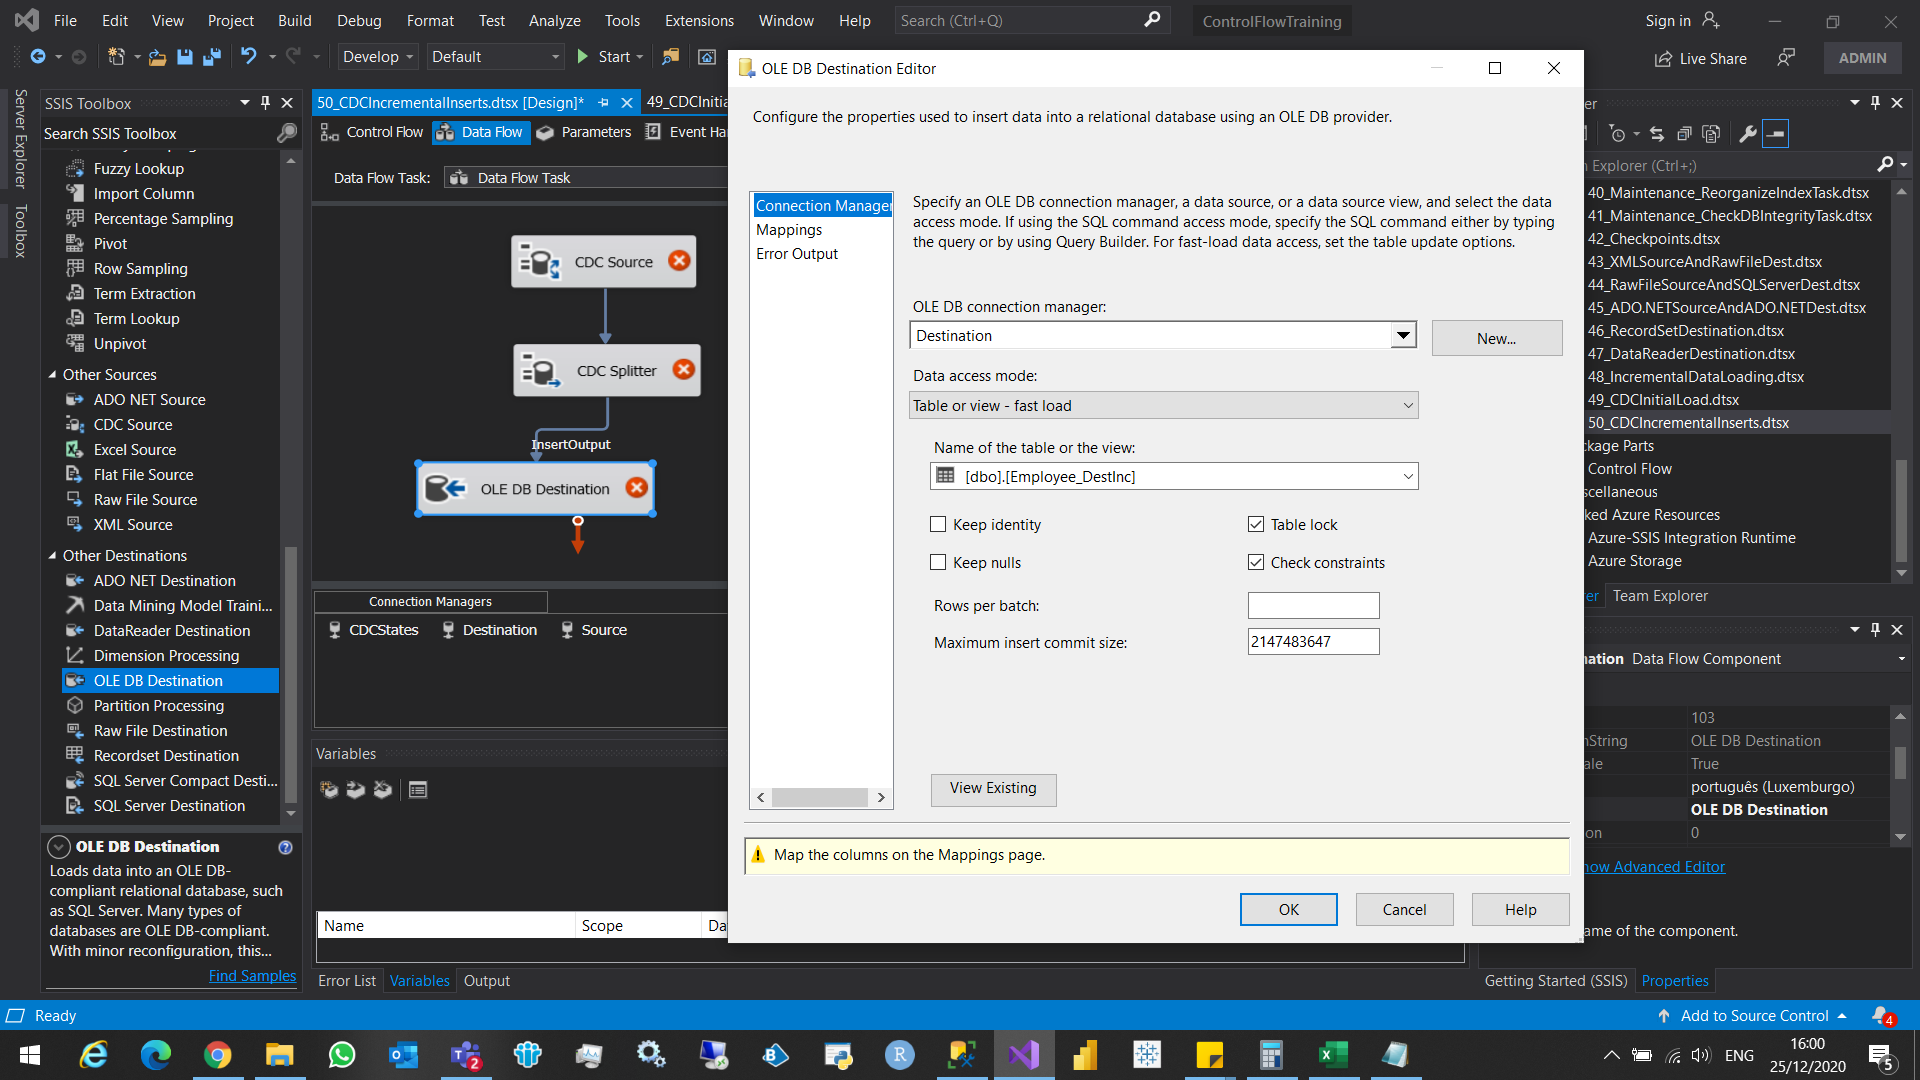 File Edit View Project Build Debug Format Test Analyze Tools Extensions Window Help
Search (Ctrl+Q)
ControlFlowTraining
Sign in
Develop
Default
Start
Live Share
ADMIN
Server Explorer
Toolbox
SSIS Toolbox
Search SSIS Toolbox
Fuzzy Lookup
Import Column
Percentage Sampling
Pivot
Row Sampling
Term Extraction
Term Lookup
Unpivot
Other Sources
ADO NET Source
CDC Source
Excel Source
Flat File Source
Raw File Source
XML Source
Other Destinations
ADO NET Destination
Data Mining Model Traini...
DataReader Destination
Dimension Processing
OLE DB Destination
Partition Processing
Raw File Destination
Recordset Destination
SQL Server Compact Desti...
SQL Server Destination
OLE DB Destination
Loads data into an OLE DB-
compliant relational database, such
as SQL Server. Many types of
databases are OLE DB-compliant.
With minor reconfiguration, this...
Find Samples
50_CDCIncrementalInserts.dtsx [Design]*
49_CDCInitia
Control Flow
Data Flow
Parameters
Event Ha
Data Flow Task:
Data Flow Task
CDC Source
CDC Splitter
InsertOutput
OLE DB Destination
Connection Managers
CDCStates
Destination
Source
Variables
Name
Scope
Da
Error List
Variables
Output
OLE DB Destination Editor
Configure the properties used to insert data into a relational database using an OLE DB provider.
Connection Manager
Mappings
Error Output
Specify an OLE DB connection manager, a data source, or a data source view, and select the data
access mode. If using the SQL command access mode, specify the SQL command either by typing
the query or by using Query Builder. For fast-load data access, set the table update options.
OLE DB connection manager:
Destination
New...
Data access mode:
Table or view - fast load
Name of the table or the view:
[dbo].[Employee_DestInc]
Keep identity
Table lock
Keep nulls
Check constraints
Rows per batch:
Maximum insert commit size:
2147483647
View Existing
Map the columns on the Mappings page.
OK
Cancel
Help
er
n Explorer (Ctrl+;)
40_Maintenance_ReorganizeIndexTask.dtsx
41_Maintenance_CheckDBIntegrityTask.dtsx
42_Checkpoints.dtsx
43_XMLSourceAndRawFileDest.dtsx
44_RawFileSourceAndSQLServerDest.dtsx
45_ADO.NETSourceAndADO.NETDest.dtsx
46_RecordSetDestination.dtsx
47_DataReaderDestination.dtsx
48_IncrementalDataLoading.dtsx
49_CDCInitialLoad.dtsx
50_CDCIncrementalInserts.dtsx
ckage Parts
Control Flow
scellaneous
ked Azure Resources
Azure-SSIS Integration Runtime
Azure Storage
rer
Team Explorer
nation Data Flow Component
103
nString OLE DB Destination
ale True
português (Luxemburgo)
OLE DB Destination
on 0
how Advanced Editor
ame of the component.
Getting Started (SSIS)
Properties
Ready
Add to Source Control
4
2
ENG
16:00
25/12/2020
5